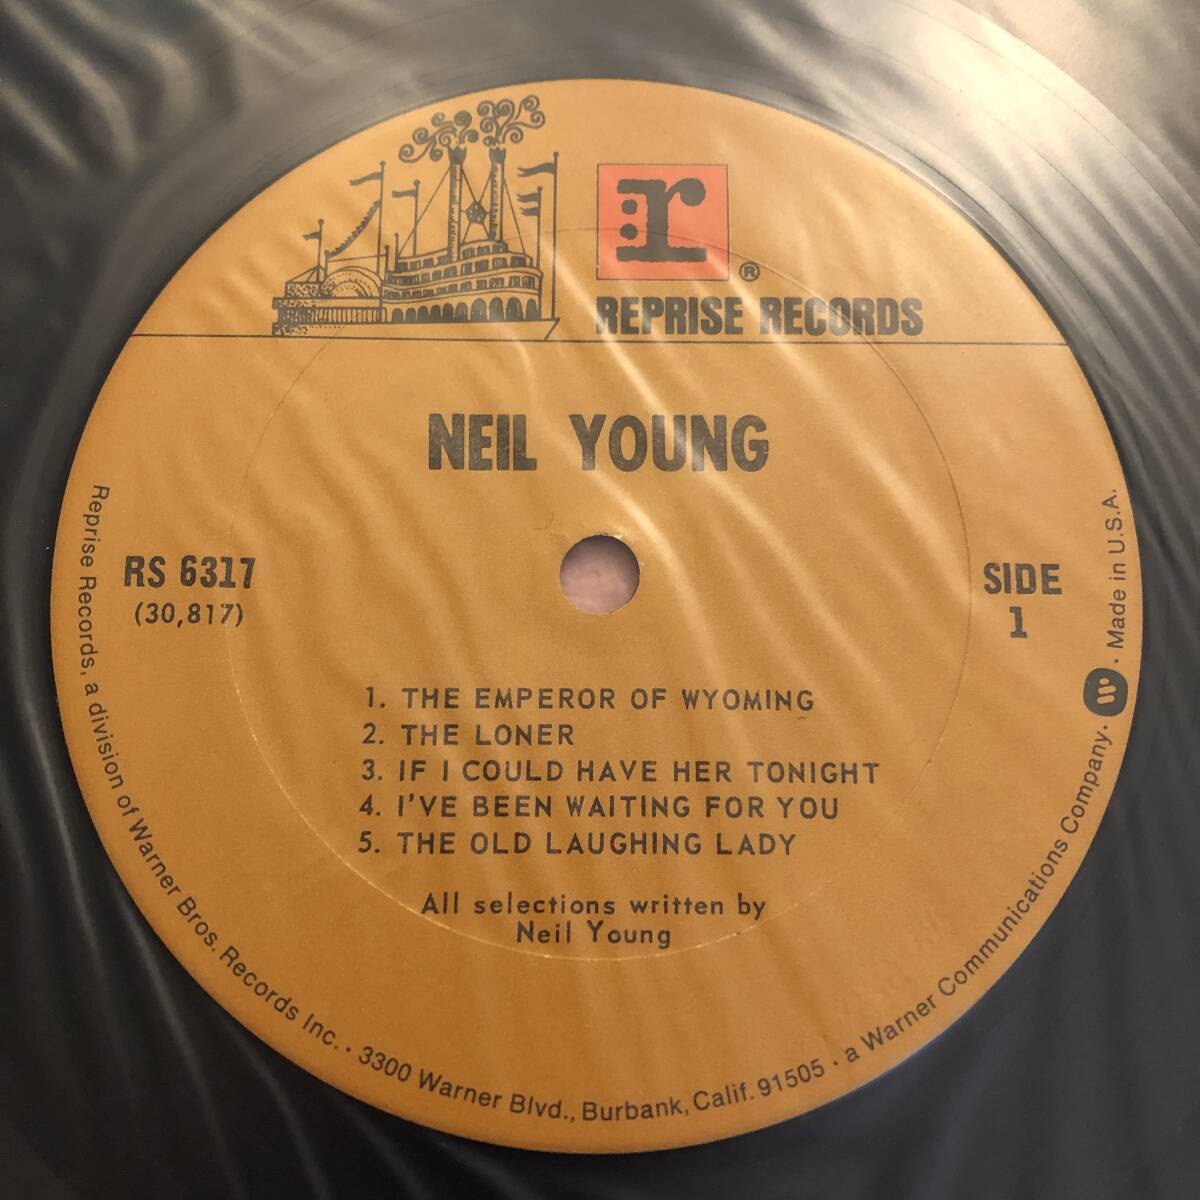 r
®
REPRISE RECORDS
NEIL YOUNG
RS 6317
(30,817)
SIDE
1
1. THE EMPEROR OF WYOMING
2. THE LONER
3. IF I COULD HAVE HER TONIGHT
4. I'VE BEEN WAITING FOR YOU
5. THE OLD LAUGHING LADY
All selections written by
Neil Young
Reprise Records, a division of Warner Bros. Records Inc. • 3300 Warner Blvd., Burbank, Calif. 91505 • a Warner Communications Company. W • Made in U.S.A.